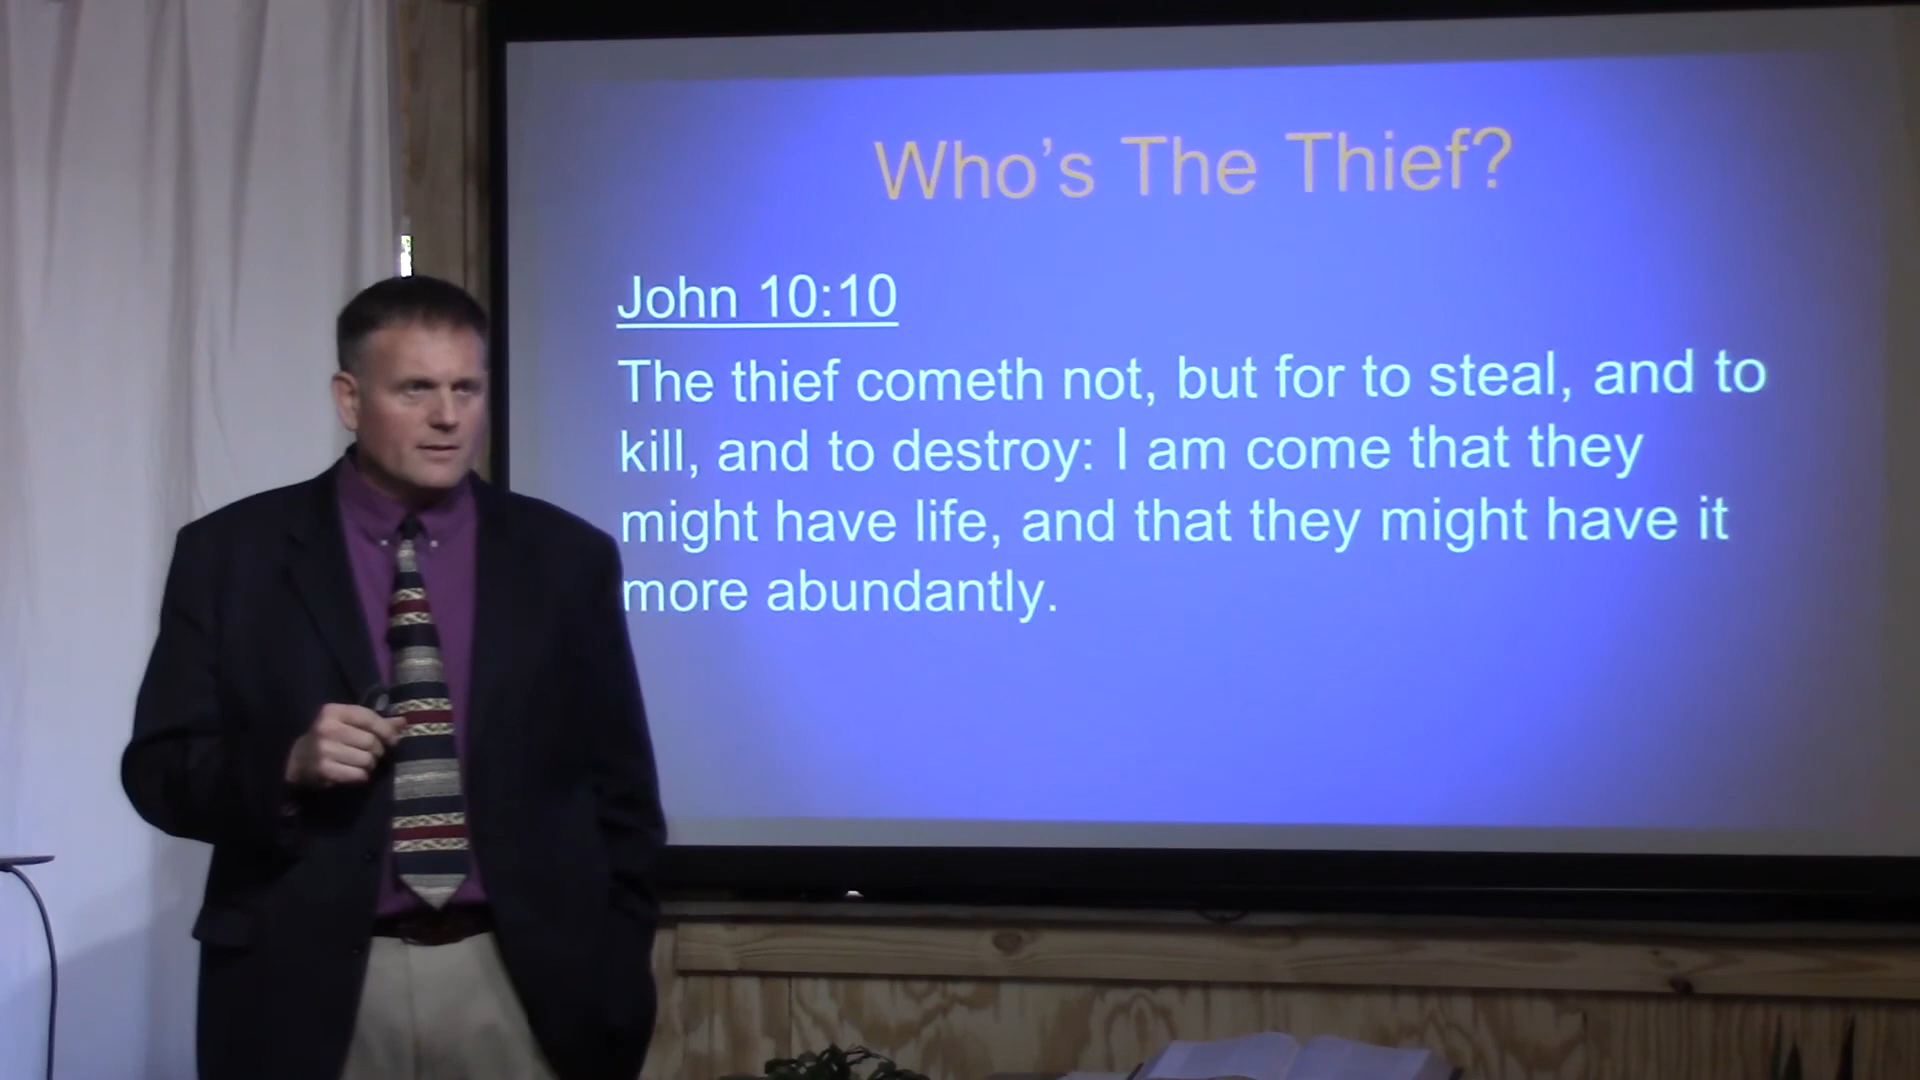 Who’s The Thief?
John 10:10
The thief cometh not, but for to steal, and to
kill, and to destroy: I am come that they
might have life, and that they might have it
more abundantly.